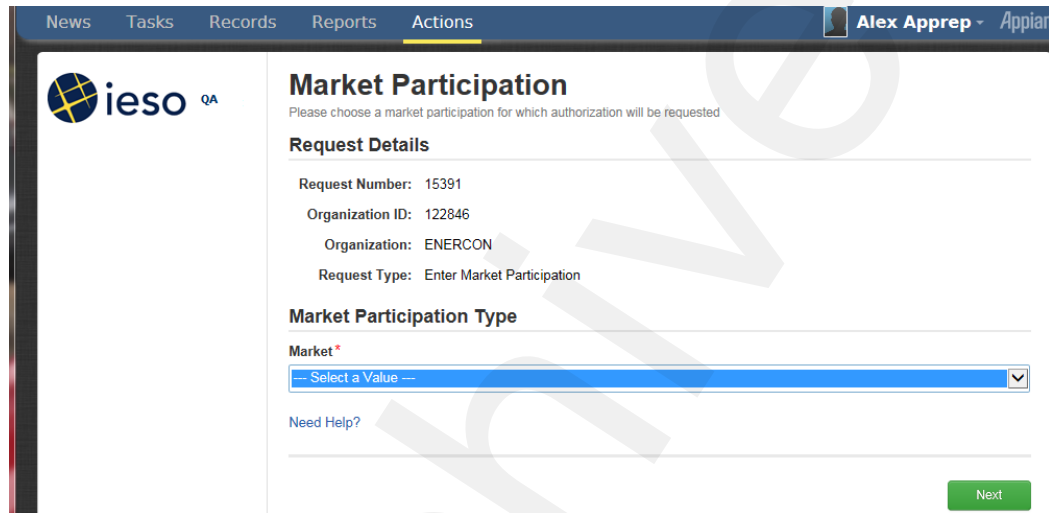 News Tasks Records Reports Actions Alex Apprep Appian
ieso QA
Market Participation
Please choose a market participation for which authorization will be requested
Request Details
Request Number: 15391
Organization ID: 122846
Organization: ENERCON
Request Type: Enter Market Participation
Market Participation Type
Market*
--- Select a Value ---
Need Help?
Next